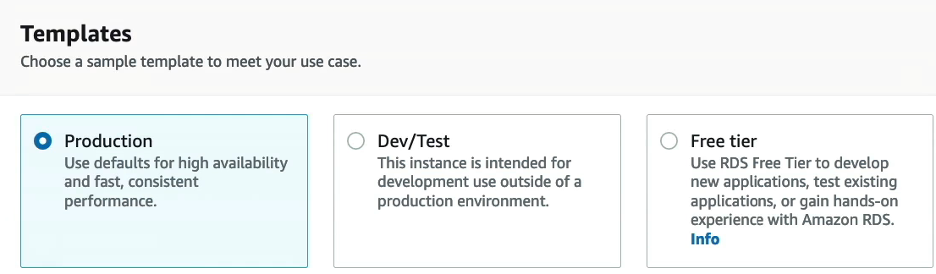 Templates
Choose a sample template to meet your use case.
Production
Use defaults for high availability
and fast, consistent
performance.
Dev/Test
This instance is intended for
development use outside of a
production environment.
Free tier
Use RDS Free Tier to develop
new applications, test existing
applications, or gain hands-on
experience with Amazon RDS.
Info